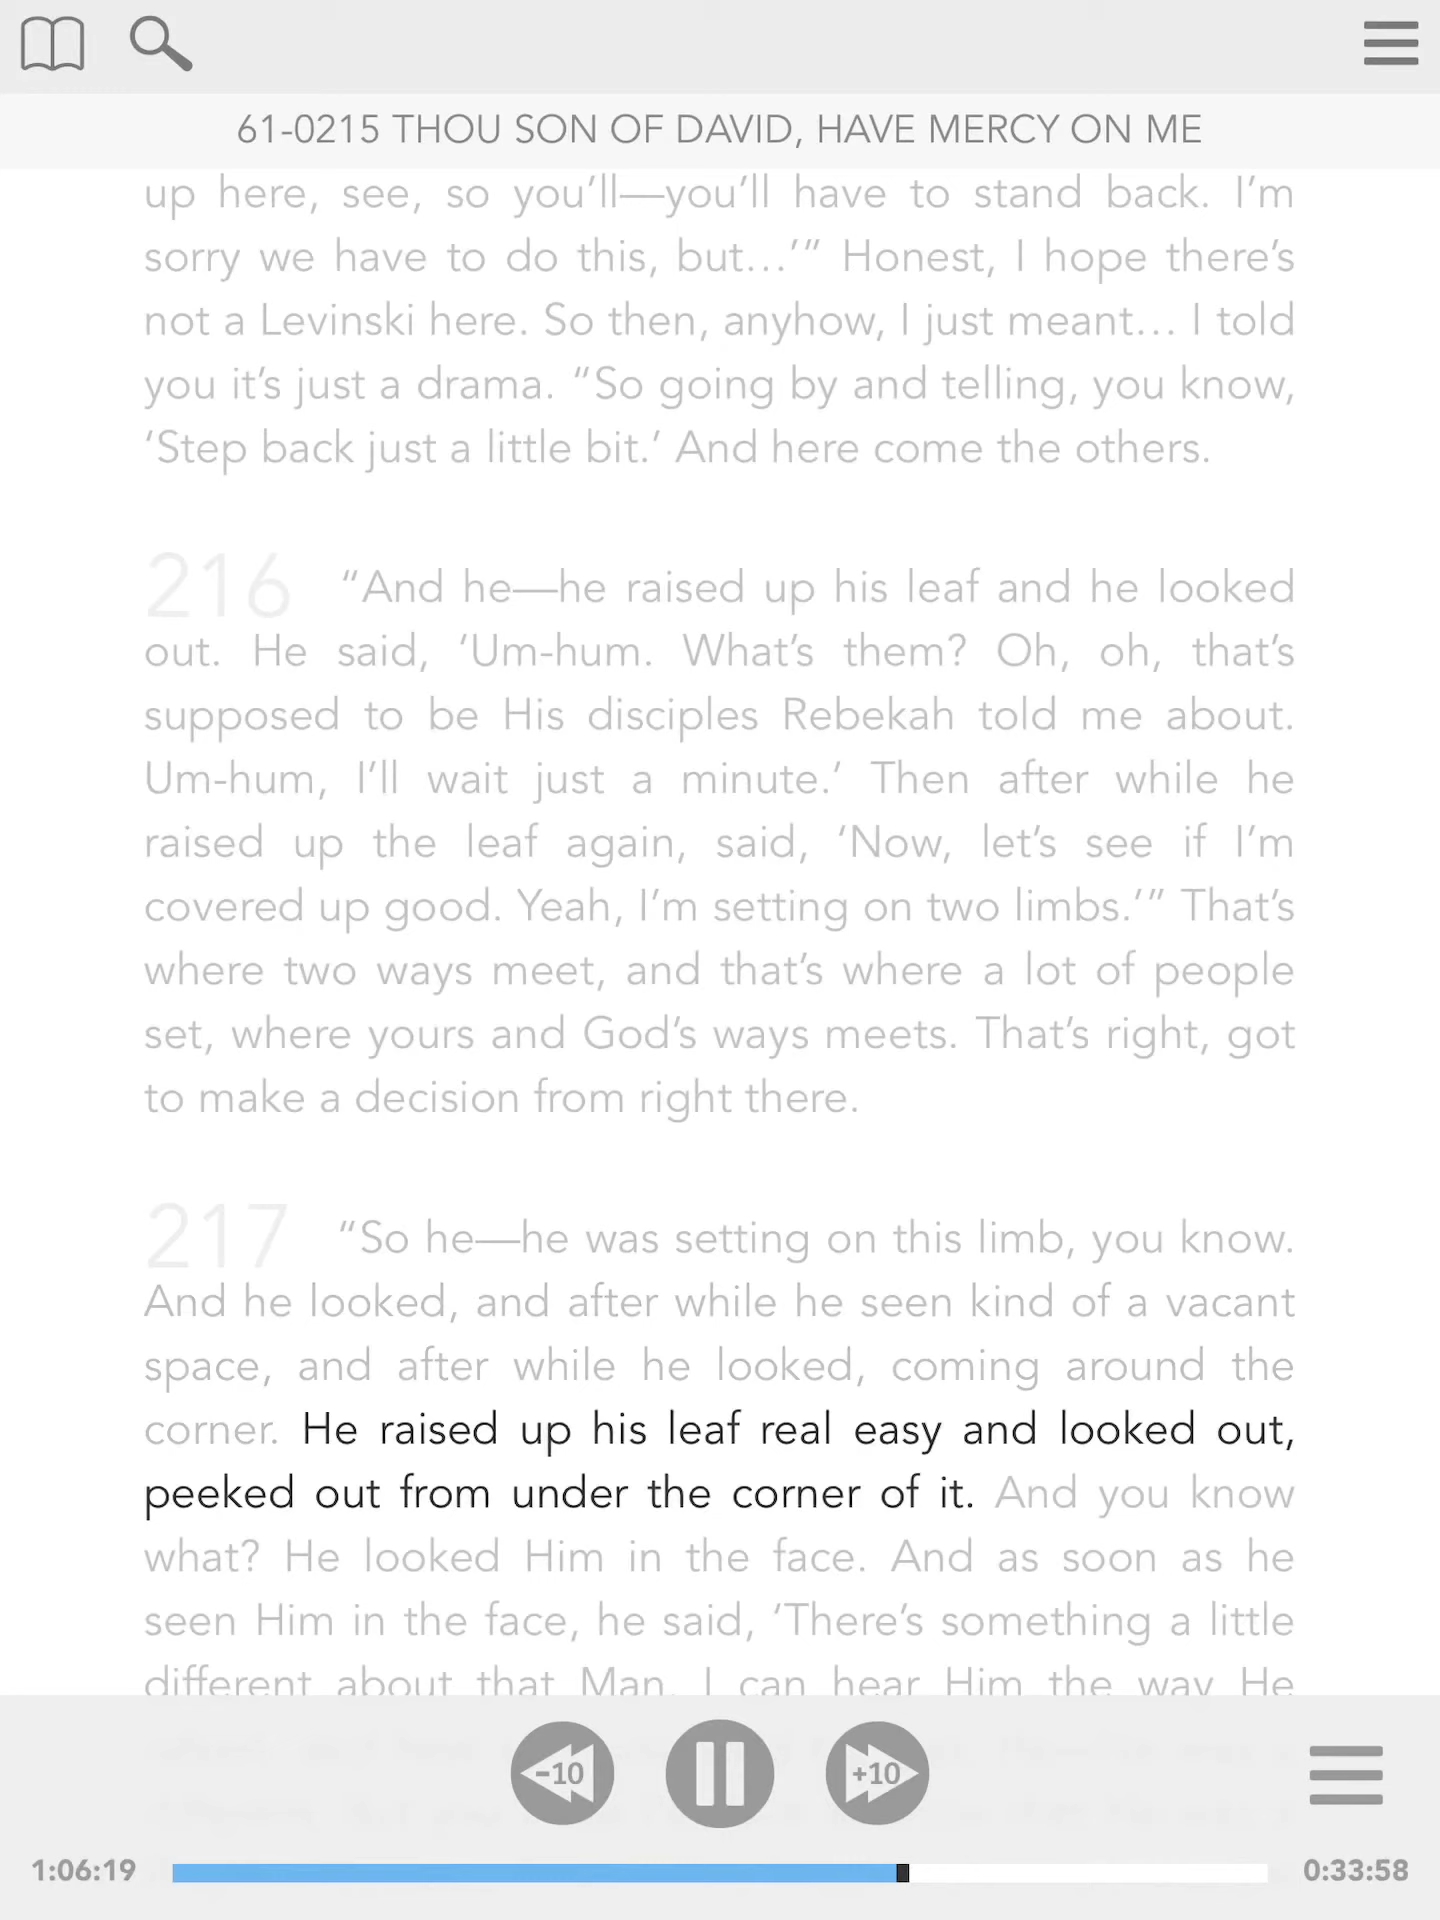 61-0215 THOU SON OF DAVID, HAVE MERCY ON ME
up here, see, so you’ll—you’ll have to stand back. I’m
sorry we have to do this, but…’” Honest, I hope there’s
not a Levinski here. So then, anyhow, I just meant… I told
you it’s just a drama. “So going by and telling, you know,
‘Step back just a little bit.’ And here come the others.
216 “And he—he raised up his leaf and he looked
out. He said, ‘Um-hum. What’s them? Oh, oh, that’s
supposed to be His disciples Rebekah told me about.
Um-hum, I’ll wait just a minute.’ Then after while he
raised up the leaf again, said, ‘Now, let’s see if I’m
covered up good. Yeah, I’m setting on two limbs.’” That’s
where two ways meet, and that’s where a lot of people
set, where yours and God’s ways meets. That’s right, got
to make a decision from right there.
217 “So he—he was setting on this limb, you know.
And he looked, and after while he seen kind of a vacant
space, and after while he looked, coming around the
corner. He raised up his leaf real easy and looked out,
peeked out from under the corner of it. And you know
what? He looked Him in the face. And as soon as he
seen Him in the face, he said, ‘There’s something a little
different about that Man. I can hear Him the way He
-10 +10
1:06:19 0:33:58